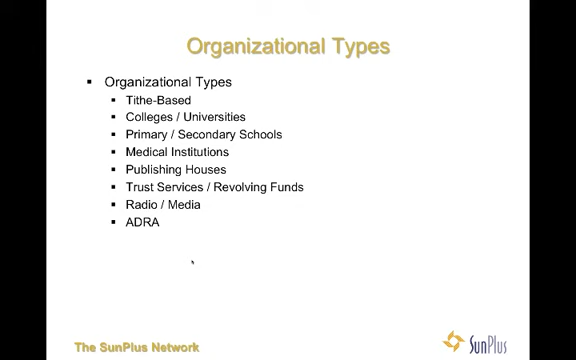 Organizational Types
Organizational Types
Tithe-Based
Colleges / Universities
Primary / Secondary Schools
Medical Institutions
Publishing Houses
Trust Services / Revolving Funds
Radio / Media
ADRA
The SunPlus Network
SunPlus